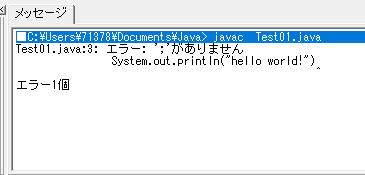 メッセージ
■C:¥Users¥71378¥Documents¥Java> javac  Test01.java
Test01.java:3: エラー: ';'がありません
System.out.println("hello world!")
^
エラー1個